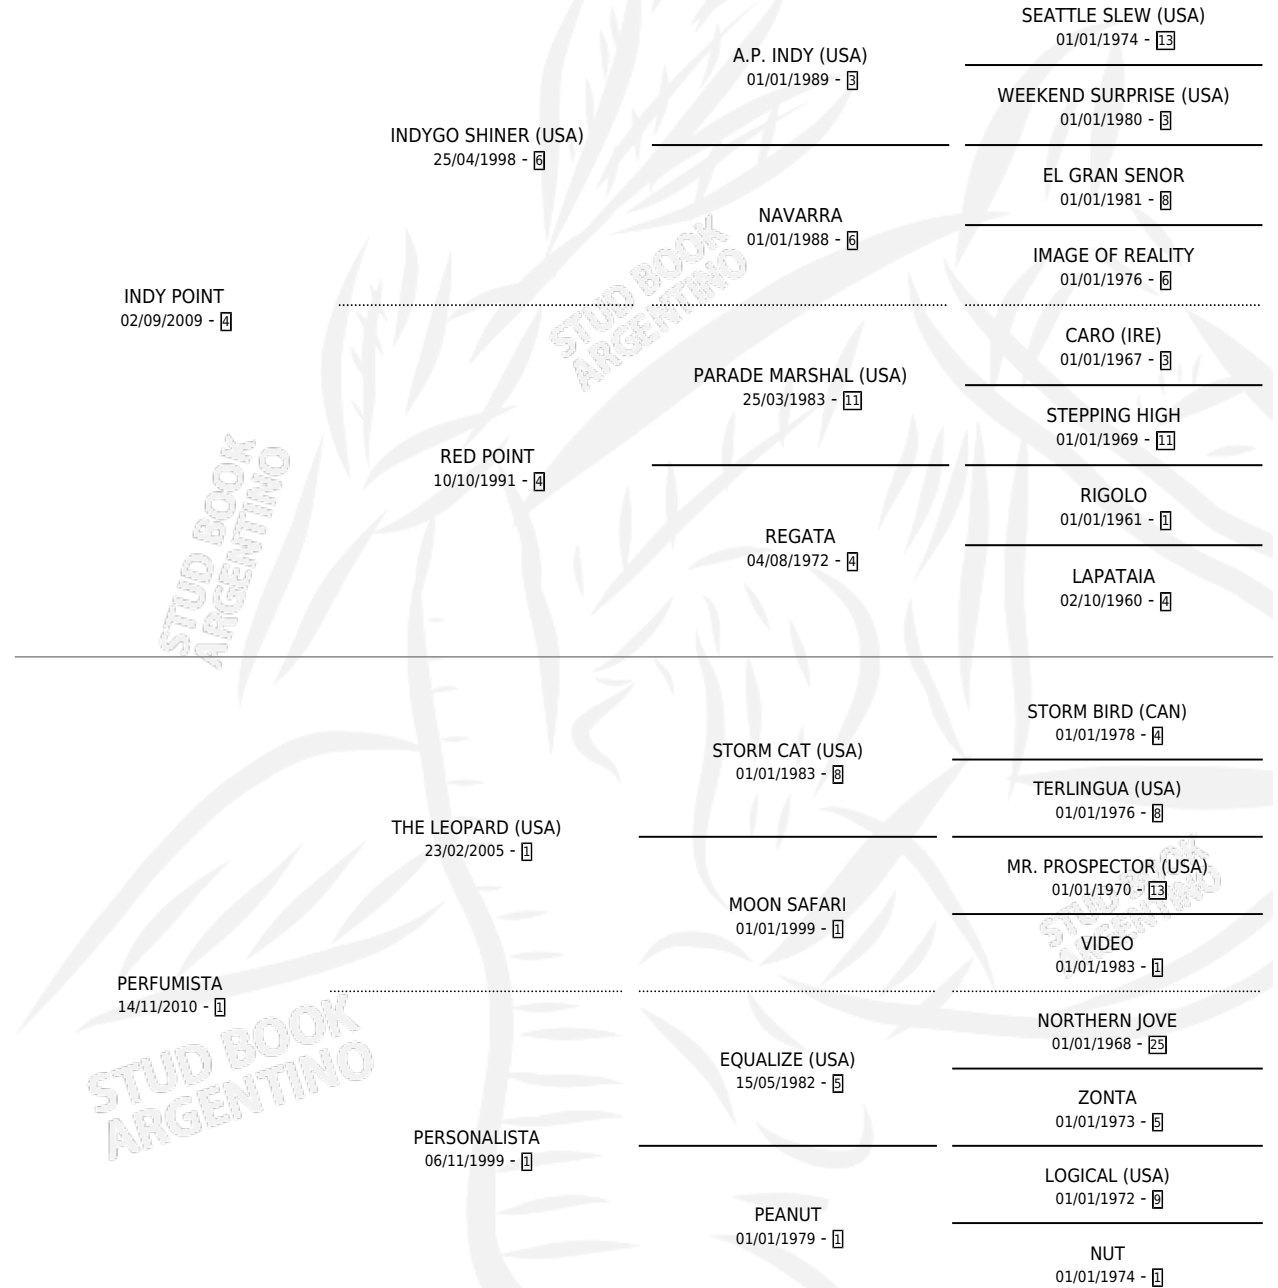 SEATTLE SLEW (USA)
01/01/1974 - 13
A.P. INDY (USA)
01/01/1989 - 3
WEEKEND SURPRISE (USA)
01/01/1980 - 3
INDYGO SHINER (USA)
25/04/1998 - 6
EL GRAN SENOR
01/01/1981 - 8
NAVARRA
01/01/1988 - 6
IMAGE OF REALITY
01/01/1976 - 6
INDY POINT
02/09/2009 - 4
CARO (IRE)
01/01/1967 - 3
PARADE MARSHAL (USA)
25/03/1983 - 11
STEPPING HIGH
01/01/1969 - 11
RED POINT
10/10/1991 - 4
RIGOLO
01/01/1961 - 1
REGATA
04/08/1972 - 4
LAPATAIA
02/10/1960 - 4
STORM BIRD (CAN)
01/01/1978 - 4
STORM CAT (USA)
01/01/1983 - 8
TERLINGUA (USA)
01/01/1976 - 8
THE LEOPARD (USA)
23/02/2005 - 1
MR. PROSPECTOR (USA)
01/01/1970 - 13
MOON SAFARI
01/01/1999 - 1
VIDEO
01/01/1983 - 1
PERFUMISTA
14/11/2010 - 1
NORTHERN JOVE
01/01/1968 - 25
EQUALIZE (USA)
15/05/1982 - 5
ZONTA
01/01/1973 - 5
PERSONALISTA
06/11/1999 - 1
LOGICAL (USA)
01/01/1972 - 9
PEANUT
01/01/1979 - 1
NUT
01/01/1974 - 1
STUD BOOK
ARGENTINO
STUD BOOK
ARGENTINO
STUD BOOK
ARGENTINO
STUD BOOK
ARGENTINO